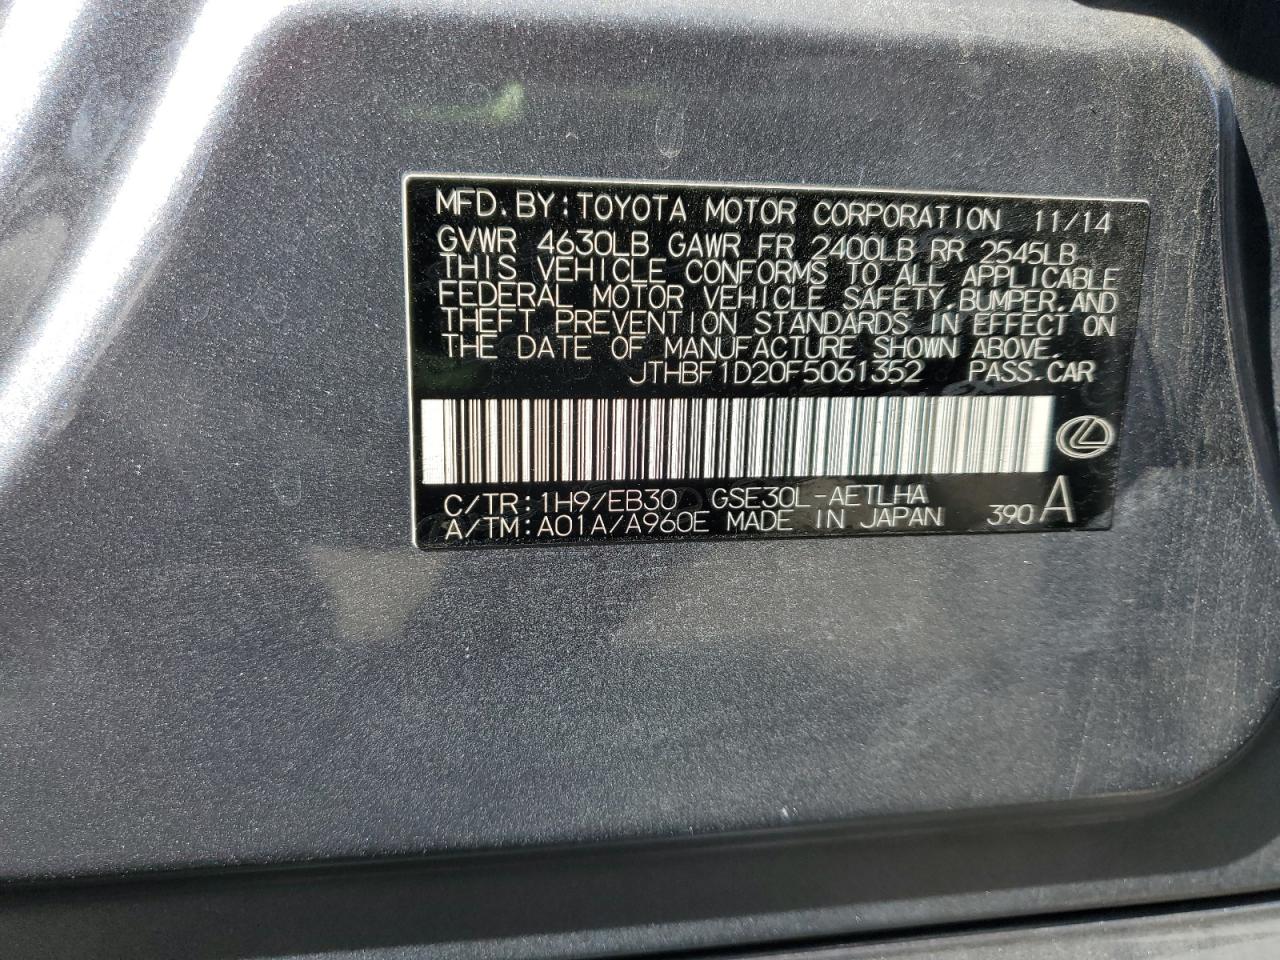 MFD. BY: TOYOTA MOTOR CORPORATION 11/14
GVWR 4630LB GAWR FR 2400LB RR 2545LB
THIS VEHICLE CONFORMS TO ALL APPLICABLE
FEDERAL MOTOR VEHICLE SAFETY, BUMPER, AND
THEFT PREVENTION STANDARDS IN EFFECT ON
THE DATE OF MANUFACTURE SHOWN ABOVE.
JTHBF1D20F5061352 PASS. CAR
C/TR: 1H9/EB30 GSE30L-AETLHA
A/TM: A01A/A960E MADE IN JAPAN 390 A